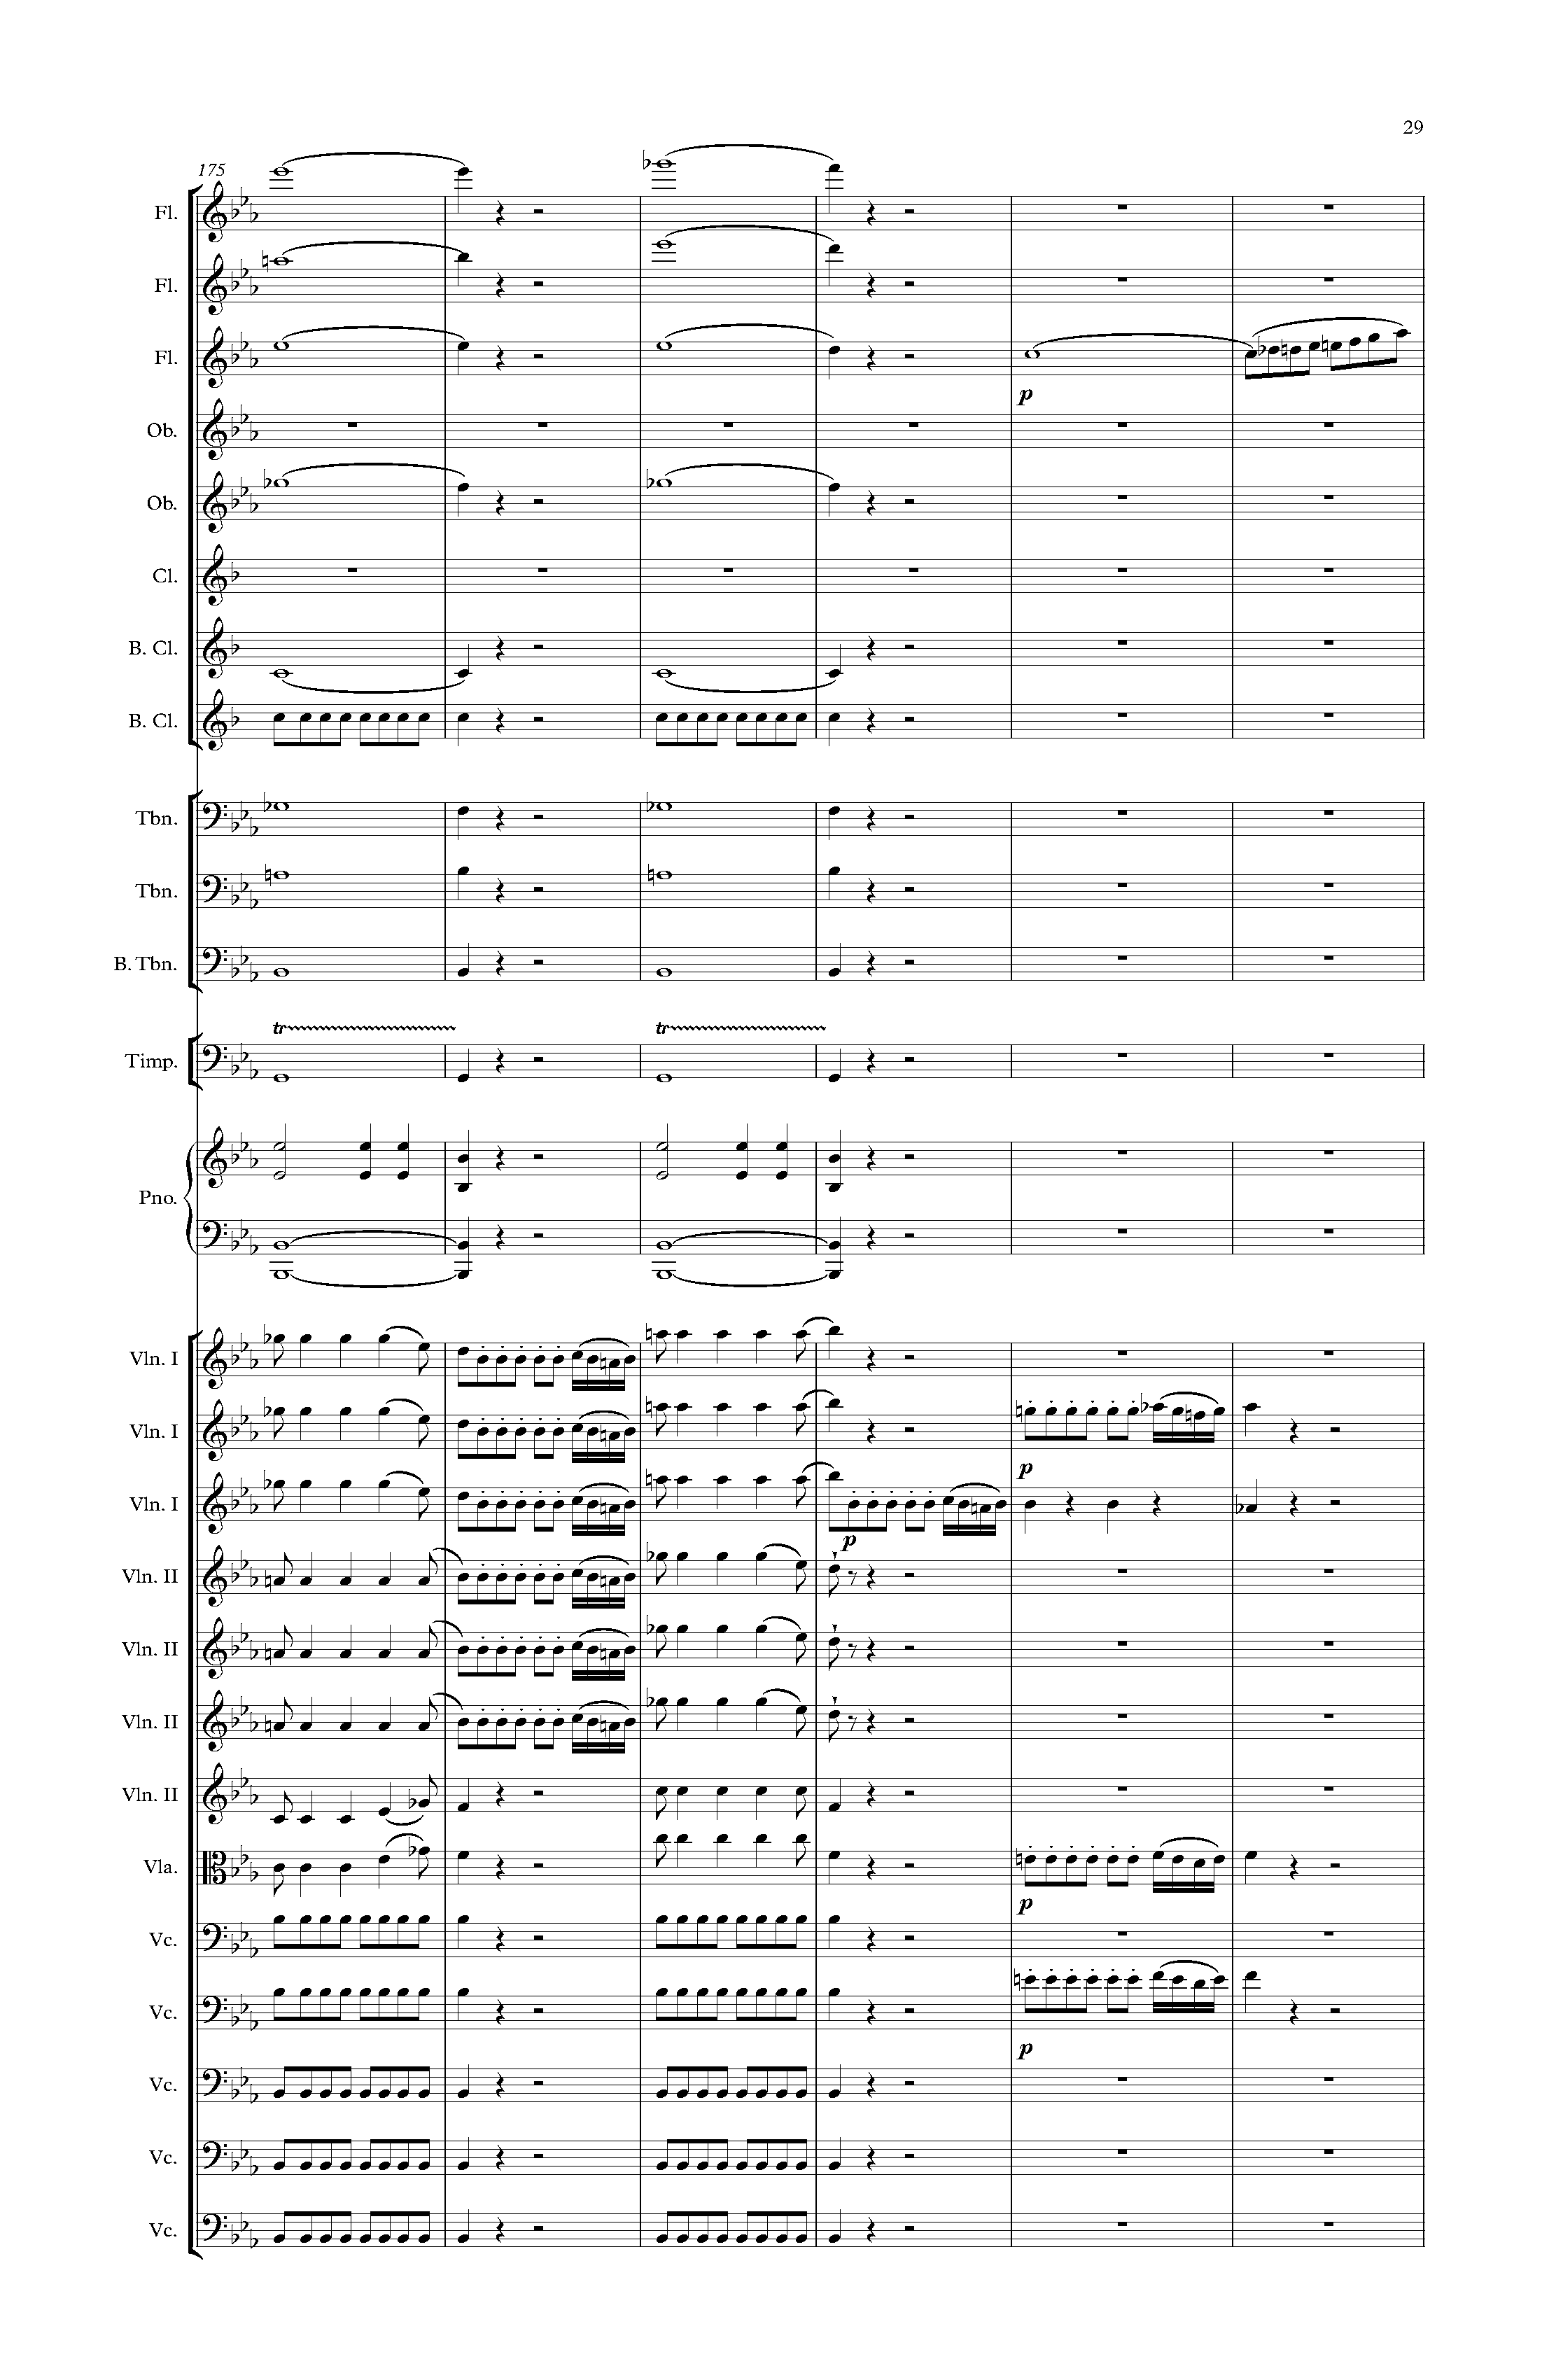 29
175
Fl.
Fl.
Fl.
p
Ob.
Ob.
Cl.
B. Cl.
B. Cl.
Tbn.
Tbn.
B. Tbn.
tr tr
Timp.
Pno.
Vln. I
Vln. I
p
Vln. I
p
Vln. II
Vln. II
Vln. II
Vln. II
Vla.
p
Vc.
Vc.
p
Vc.
Vc.
Vc.